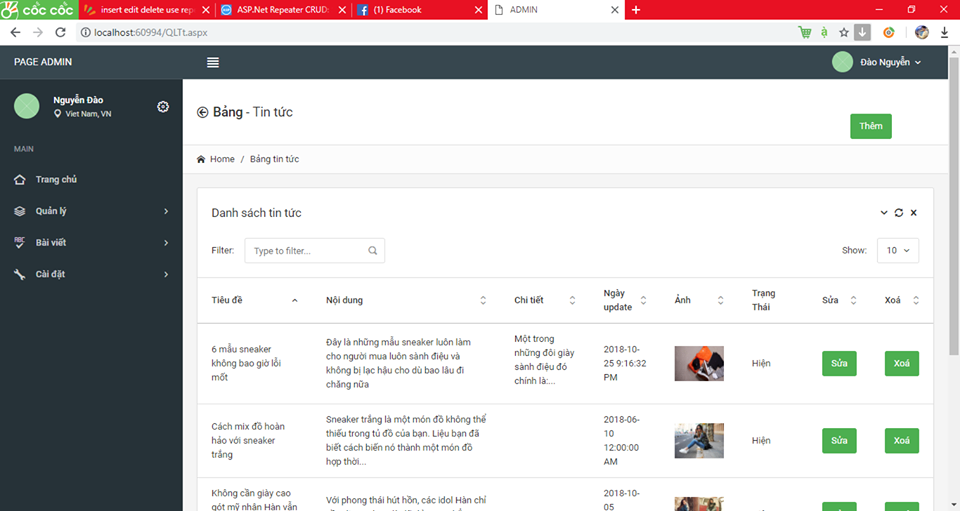 cốc cốc
insert edit delete use rep
ASP.Net Repeater CRUD:
(1) Facebook
ADMIN
localhost:60994/QLTt.aspx
PAGE ADMIN
Đào Nguyễn
Nguyễn Đào
Viet Nam, VN
MAIN
Trang chủ
Quản lý
Bài viết
Cài đặt
Bảng - Tin tức
Thêm
Home / Bảng tin tức
Danh sách tin tức
Filter: Type to filter... Show: 10
Tiêu đề
Nội dung
Chi tiết
Ngày
update
Ảnh
Trạng
Thái
Sửa
Xoá
6 mẫu sneaker
không bao giờ lỗi
mốt
Đây là những mẫu sneaker luôn làm
cho người mua luôn sành điệu và
không bị lạc hậu cho dù bao lâu đi
chăng nữa
Một trong
những đôi giày
sành điệu đó
chính là:...
2018-10-
25 9:16:32
PM
Hiện
Sửa
Xoá
Cách mix đồ hoàn
hảo với sneaker
trắng
Sneaker trắng là một món đồ không thể
thiếu trong tủ đồ của bạn. Liệu bạn đã
biết cách biến nó thành một món đồ
hợp thời...
2018-06-
10
12:00:00
AM
Hiện
Sửa
Xoá
Không cần giày cao
gót mỹ nhân Hàn vẫn
Với phong thái hút hồn, các idol Hàn chỉ
2018-10-
05